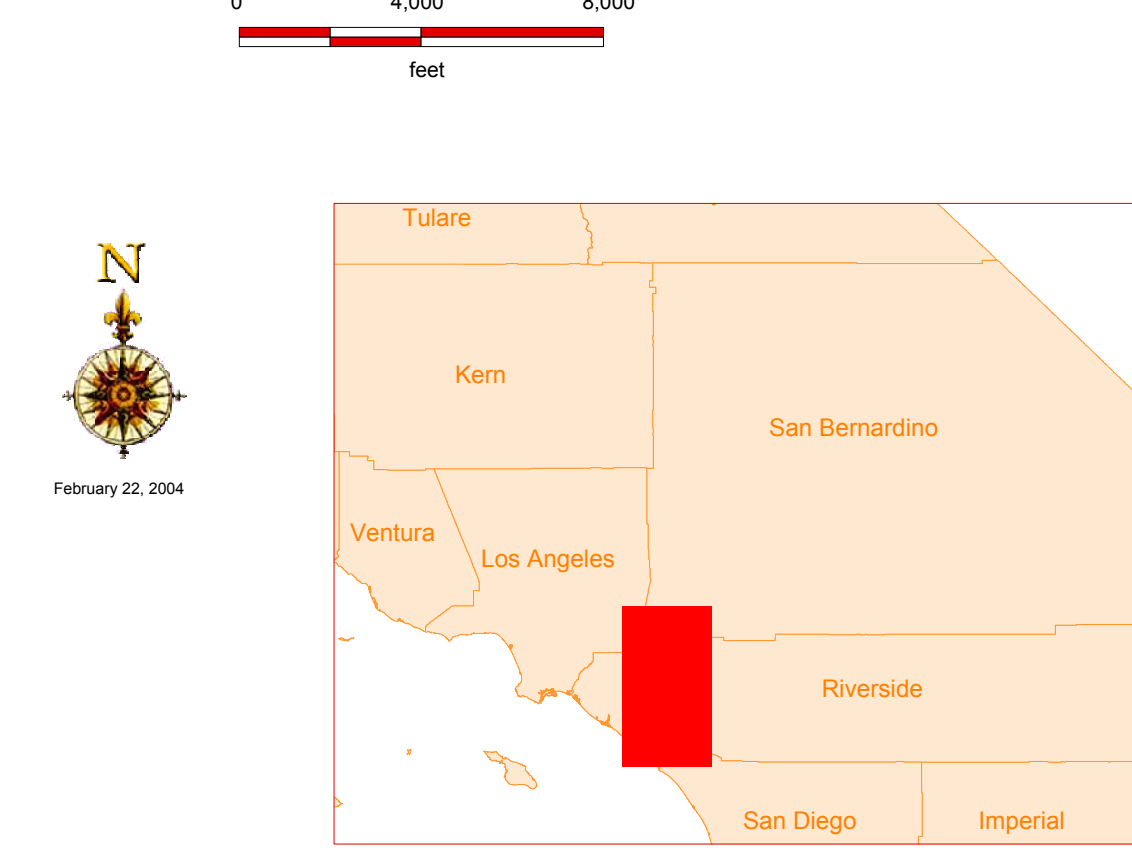 0 4,000 8,000
feet
Tulare
N
Kern
San Bernardino
February 22, 2004
Ventura
Los Angeles
Riverside
San Diego
Imperial